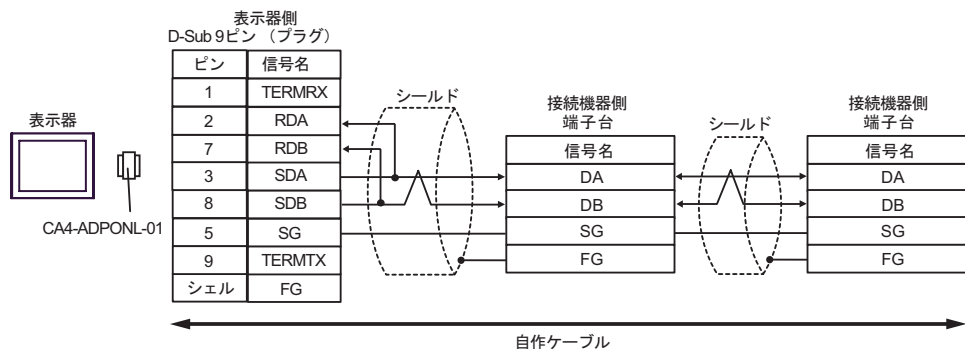 表示器側
D-Sub 9ピン （プラグ）
ピン 信号名
1 TERMRX
2 RDA
7 RDB
3 SDA
8 SDB
5 SG
9 TERMTX
シェル FG
表示器
CA4-ADPONL-01
シールド
接続機器側
端子台
信号名
DA
DB
SG
FG
シールド
接続機器側
端子台
信号名
DA
DB
SG
FG
自作ケーブル